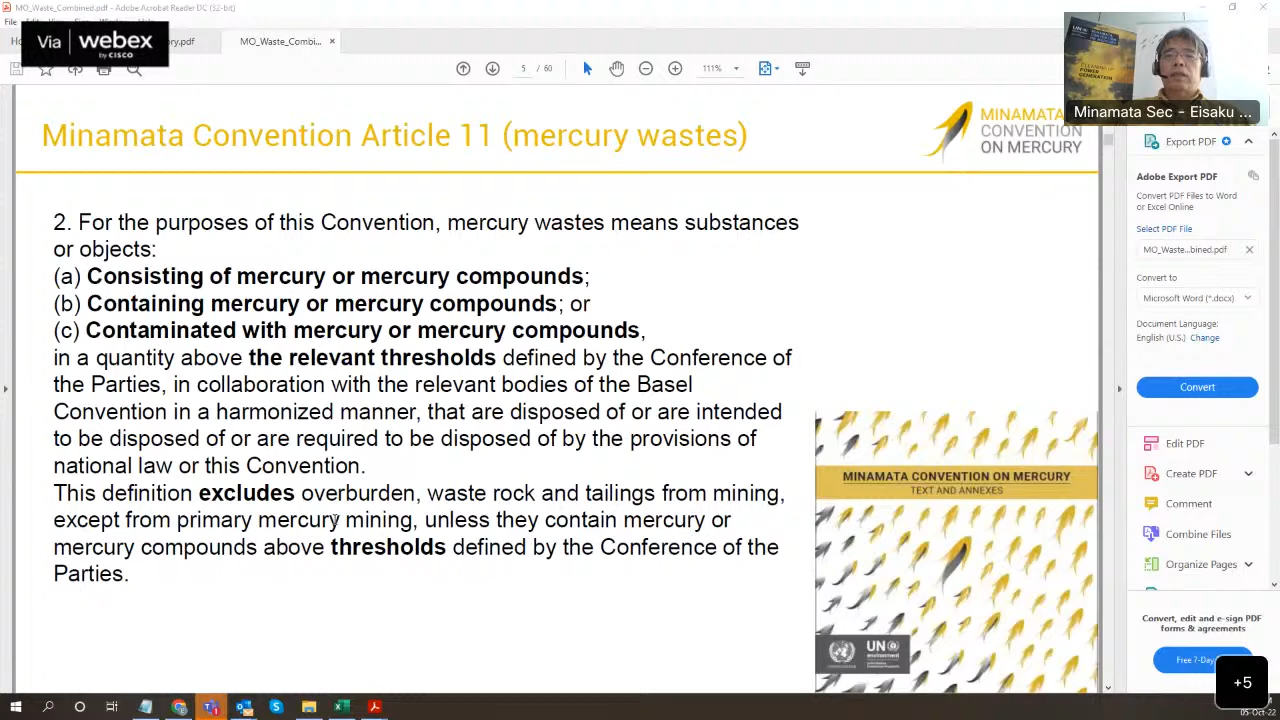 MO_Waste_Combined.pdf - Adobe Acrobat Reader DC (32-bit)
File
Via webex
by CISCO
MO_Waste_Combi... ×
5 / 60
111%
Minamata Sec - Eisaku ...
Minamata Convention Article 11 (mercury wastes)
MINAMATA
CONVENTION
ON MERCURY
2. For the purposes of this Convention, mercury wastes means substances
or objects:
(a) Consisting of mercury or mercury compounds;
(b) Containing mercury or mercury compounds; or
(c) Contaminated with mercury or mercury compounds,
in a quantity above the relevant thresholds defined by the Conference of
the Parties, in collaboration with the relevant bodies of the Basel
Convention in a harmonized manner, that are disposed of or are intended
to be disposed of or are required to be disposed of by the provisions of
national law or this Convention.
This definition excludes overburden, waste rock and tailings from mining,
except from primary mercury mining, unless they contain mercury or
mercury compounds above thresholds defined by the Conference of the
Parties.
MINAMATA CONVENTION ON MERCURY
TEXT AND ANNEXES
UN
environment
Export PDF
Adobe Export PDF
Convert PDF Files to Word
or Excel Online
Select PDF File
MO_Waste...bined.pdf
Convert to
Microsoft Word (*.docx)
Document Language:
English (U.S.) Change
Convert
Edit PDF
Create PDF
Comment
Combine Files
Organize Pages
Convert, edit and e-sign PDF
forms & agreements
Free 7-Day
+5
05-Oct-22